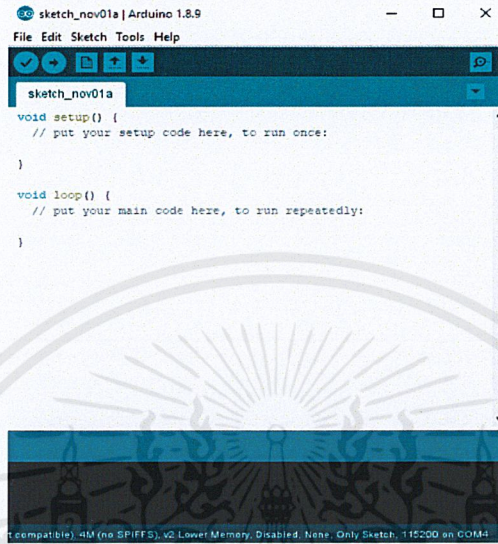 sketch_nov01a | Arduino 1.8.9
File Edit Sketch Tools Help
sketch_nov01a
void setup() {
  // put your setup code here, to run once:
}
void loop() {
  // put your main code here, to run repeatedly:
}
t compatible), 4M (no SPIFFS), v2 Lower Memory, Disabled, None, Only Sketch, 115200 on COM4